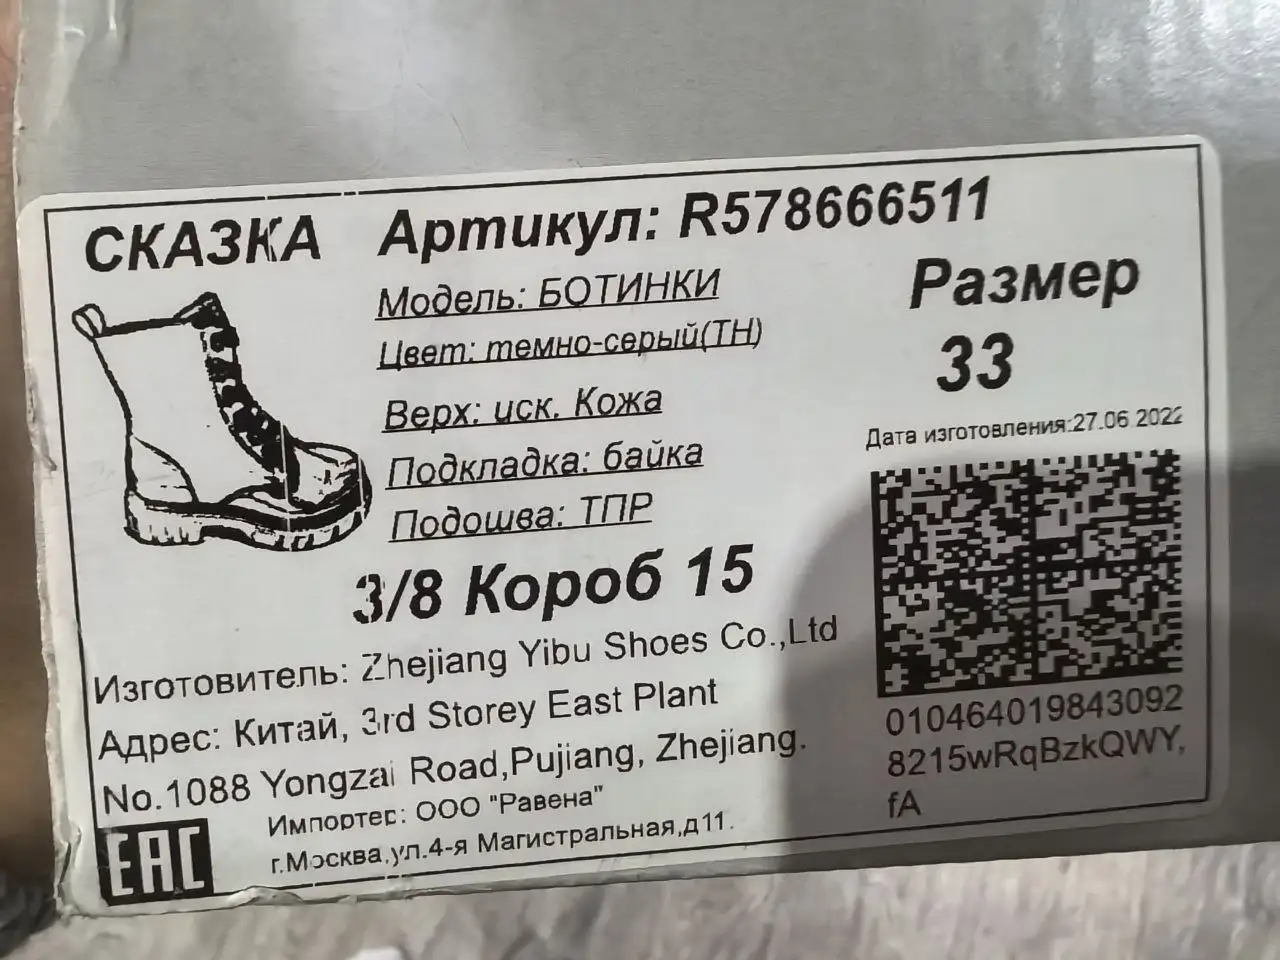 СКАЗКА Артикул: R578666511
Модель: БОТИНКИ
Цвет: темно-серый(TH)
Верх: иск. Кожа
Подкладка: байка
Подошва: ТПР
Размер
33
Дата изготовления:27.06.2022
3/8 Короб 15
Изготовитель: Zhejiang Yibu Shoes Co.,Ltd
Адрес: Китай, 3rd Storey East Plant
No.1088 Yongzai Road,Pujiang, Zhejiang.
Импортер: ООО "Равена"
г.Москва,ул.4-я Магистральная,д11.
EAC
010464019843092
8215wRqBzkQWY,
fA